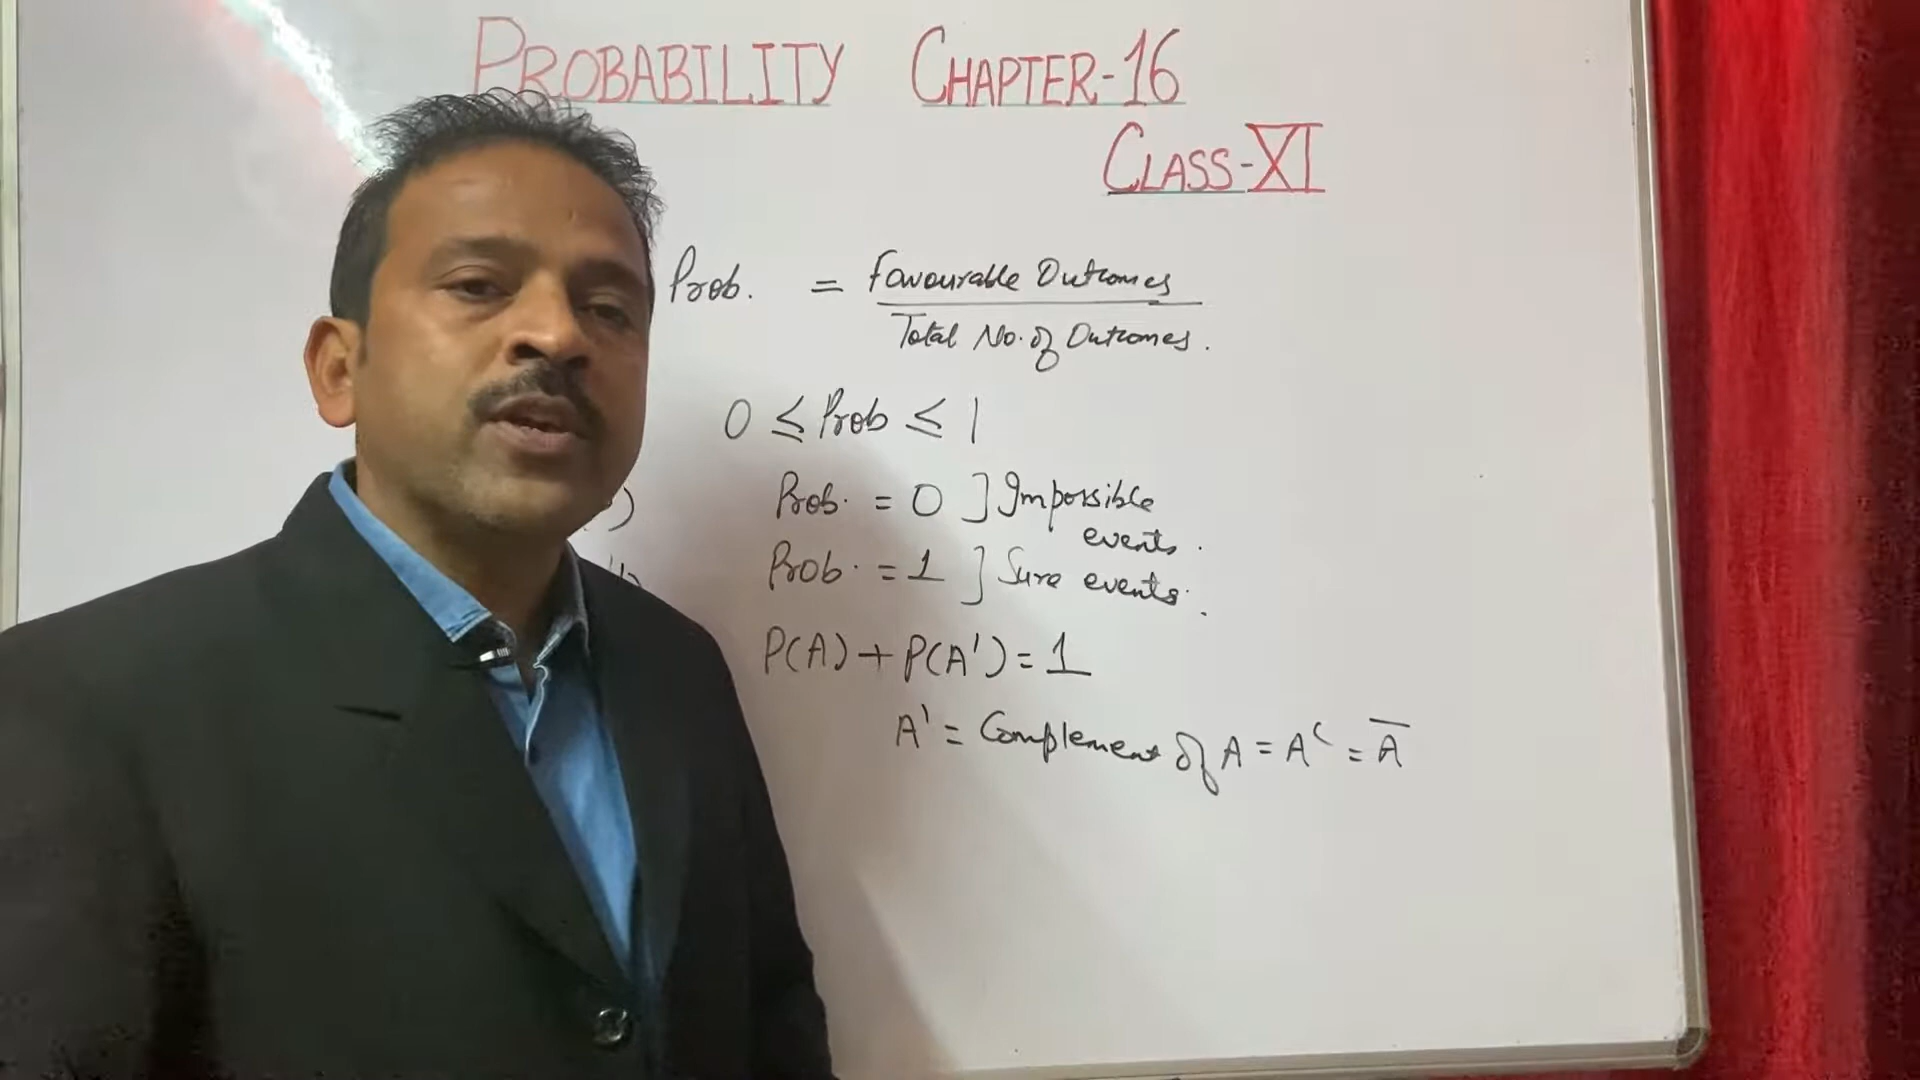 PROBABILITY CHAPTER-16
CLASS-XI
Prob. = Favourable Outcomes
Total No. of Outcomes.
0 ≤ Prob ≤ 1
Prob. = 0 ] Impossible
events.
Prob. = 1 ] Sure events.
P(A) + P(A') = 1
A' = Complement of A = Aᶜ = A̅